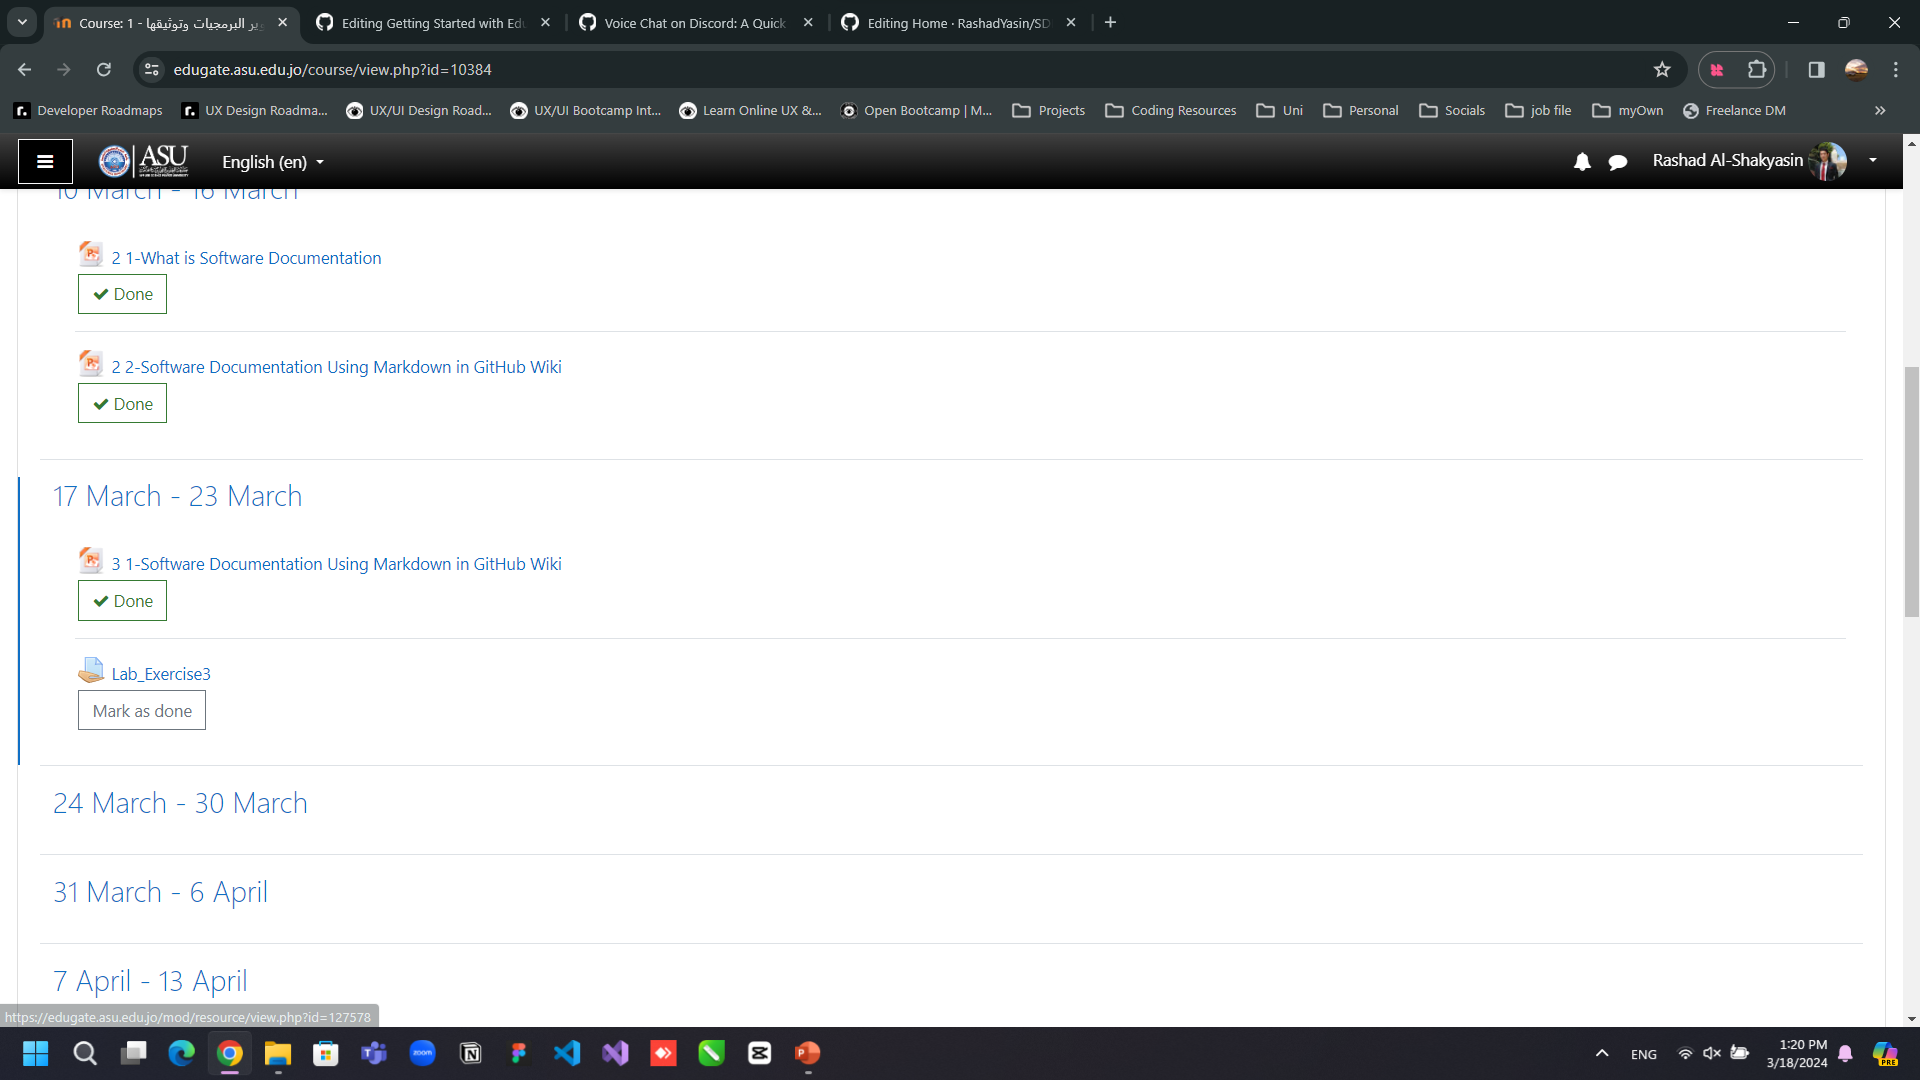 Course: 1 - وير البرمجيات وتوثيقها
Editing Getting Started with Edu
Voice Chat on Discord: A Quick
Editing Home · RashadYasin/SD
edugate.asu.edu.jo/course/view.php?id=10384
Developer Roadmaps
UX Design Roadma...
UX/UI Design Road...
UX/UI Bootcamp Int...
Learn Online UX &...
Open Bootcamp | M...
Projects
Coding Resources
Uni
Personal
Socials
job file
myOwn
Freelance DM
ASU
English (en)
Rashad Al-Shakyasin
10 March - 16 March
2 1-What is Software Documentation
Done
2 2-Software Documentation Using Markdown in GitHub Wiki
Done
17 March - 23 March
3 1-Software Documentation Using Markdown in GitHub Wiki
Done
Lab_Exercise3
Mark as done
24 March - 30 March
31 March - 6 April
7 April - 13 April
https://edugate.asu.edu.jo/mod/resource/view.php?id=127578
zoom
ENG
1:20 PM
3/18/2024
PRE